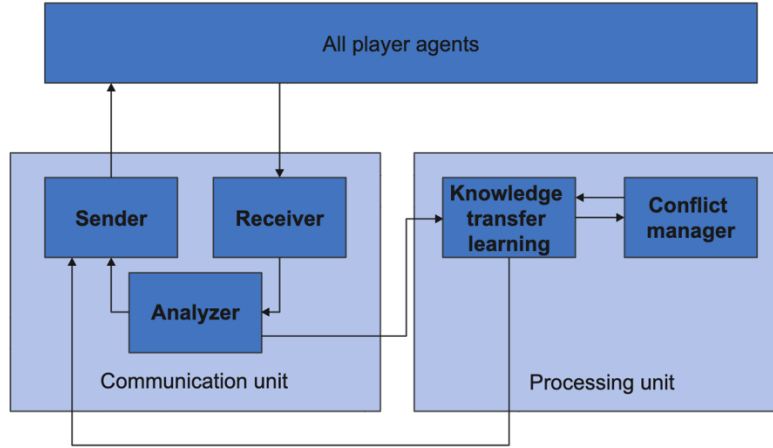 All player agents
Sender
Receiver
Analyzer
Communication unit
Knowledge
transfer
learning
Conflict
manager
Processing unit